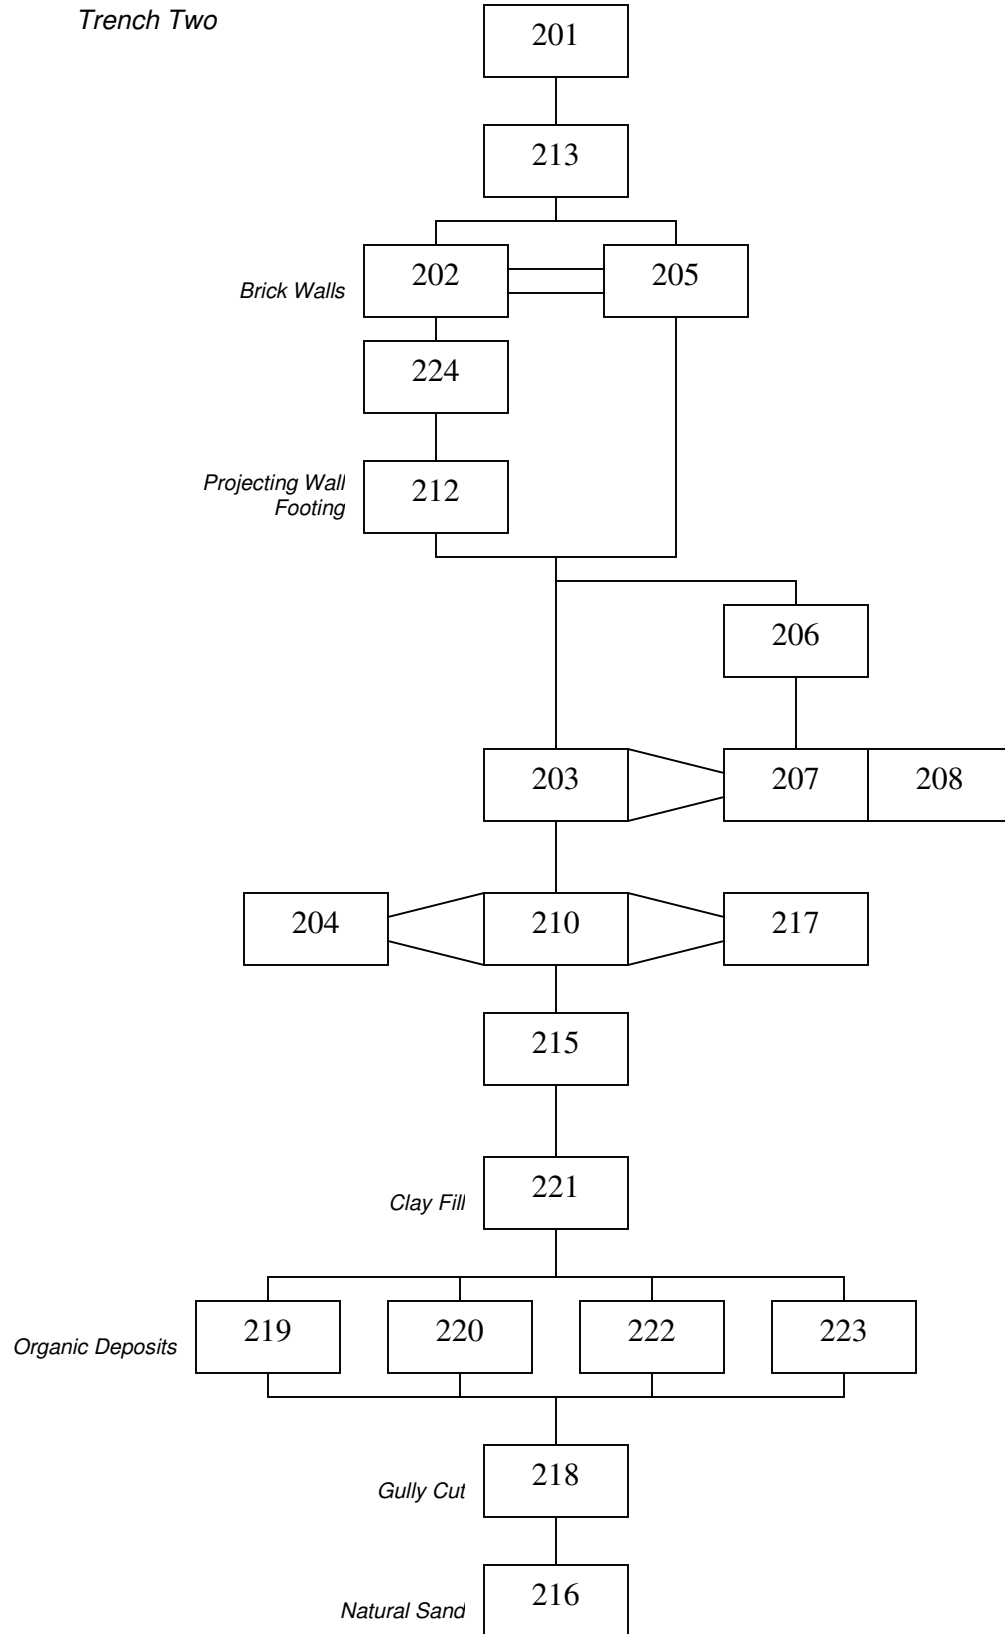 Trench Two
201
213
202
205
Brick Walls
224
Projecting Wall
Footing
212
206
203
207
208
204
210
217
215
221
Clay Fill
219
220
222
223
Organic Deposits
218
Gully Cut
216
Natural Sand